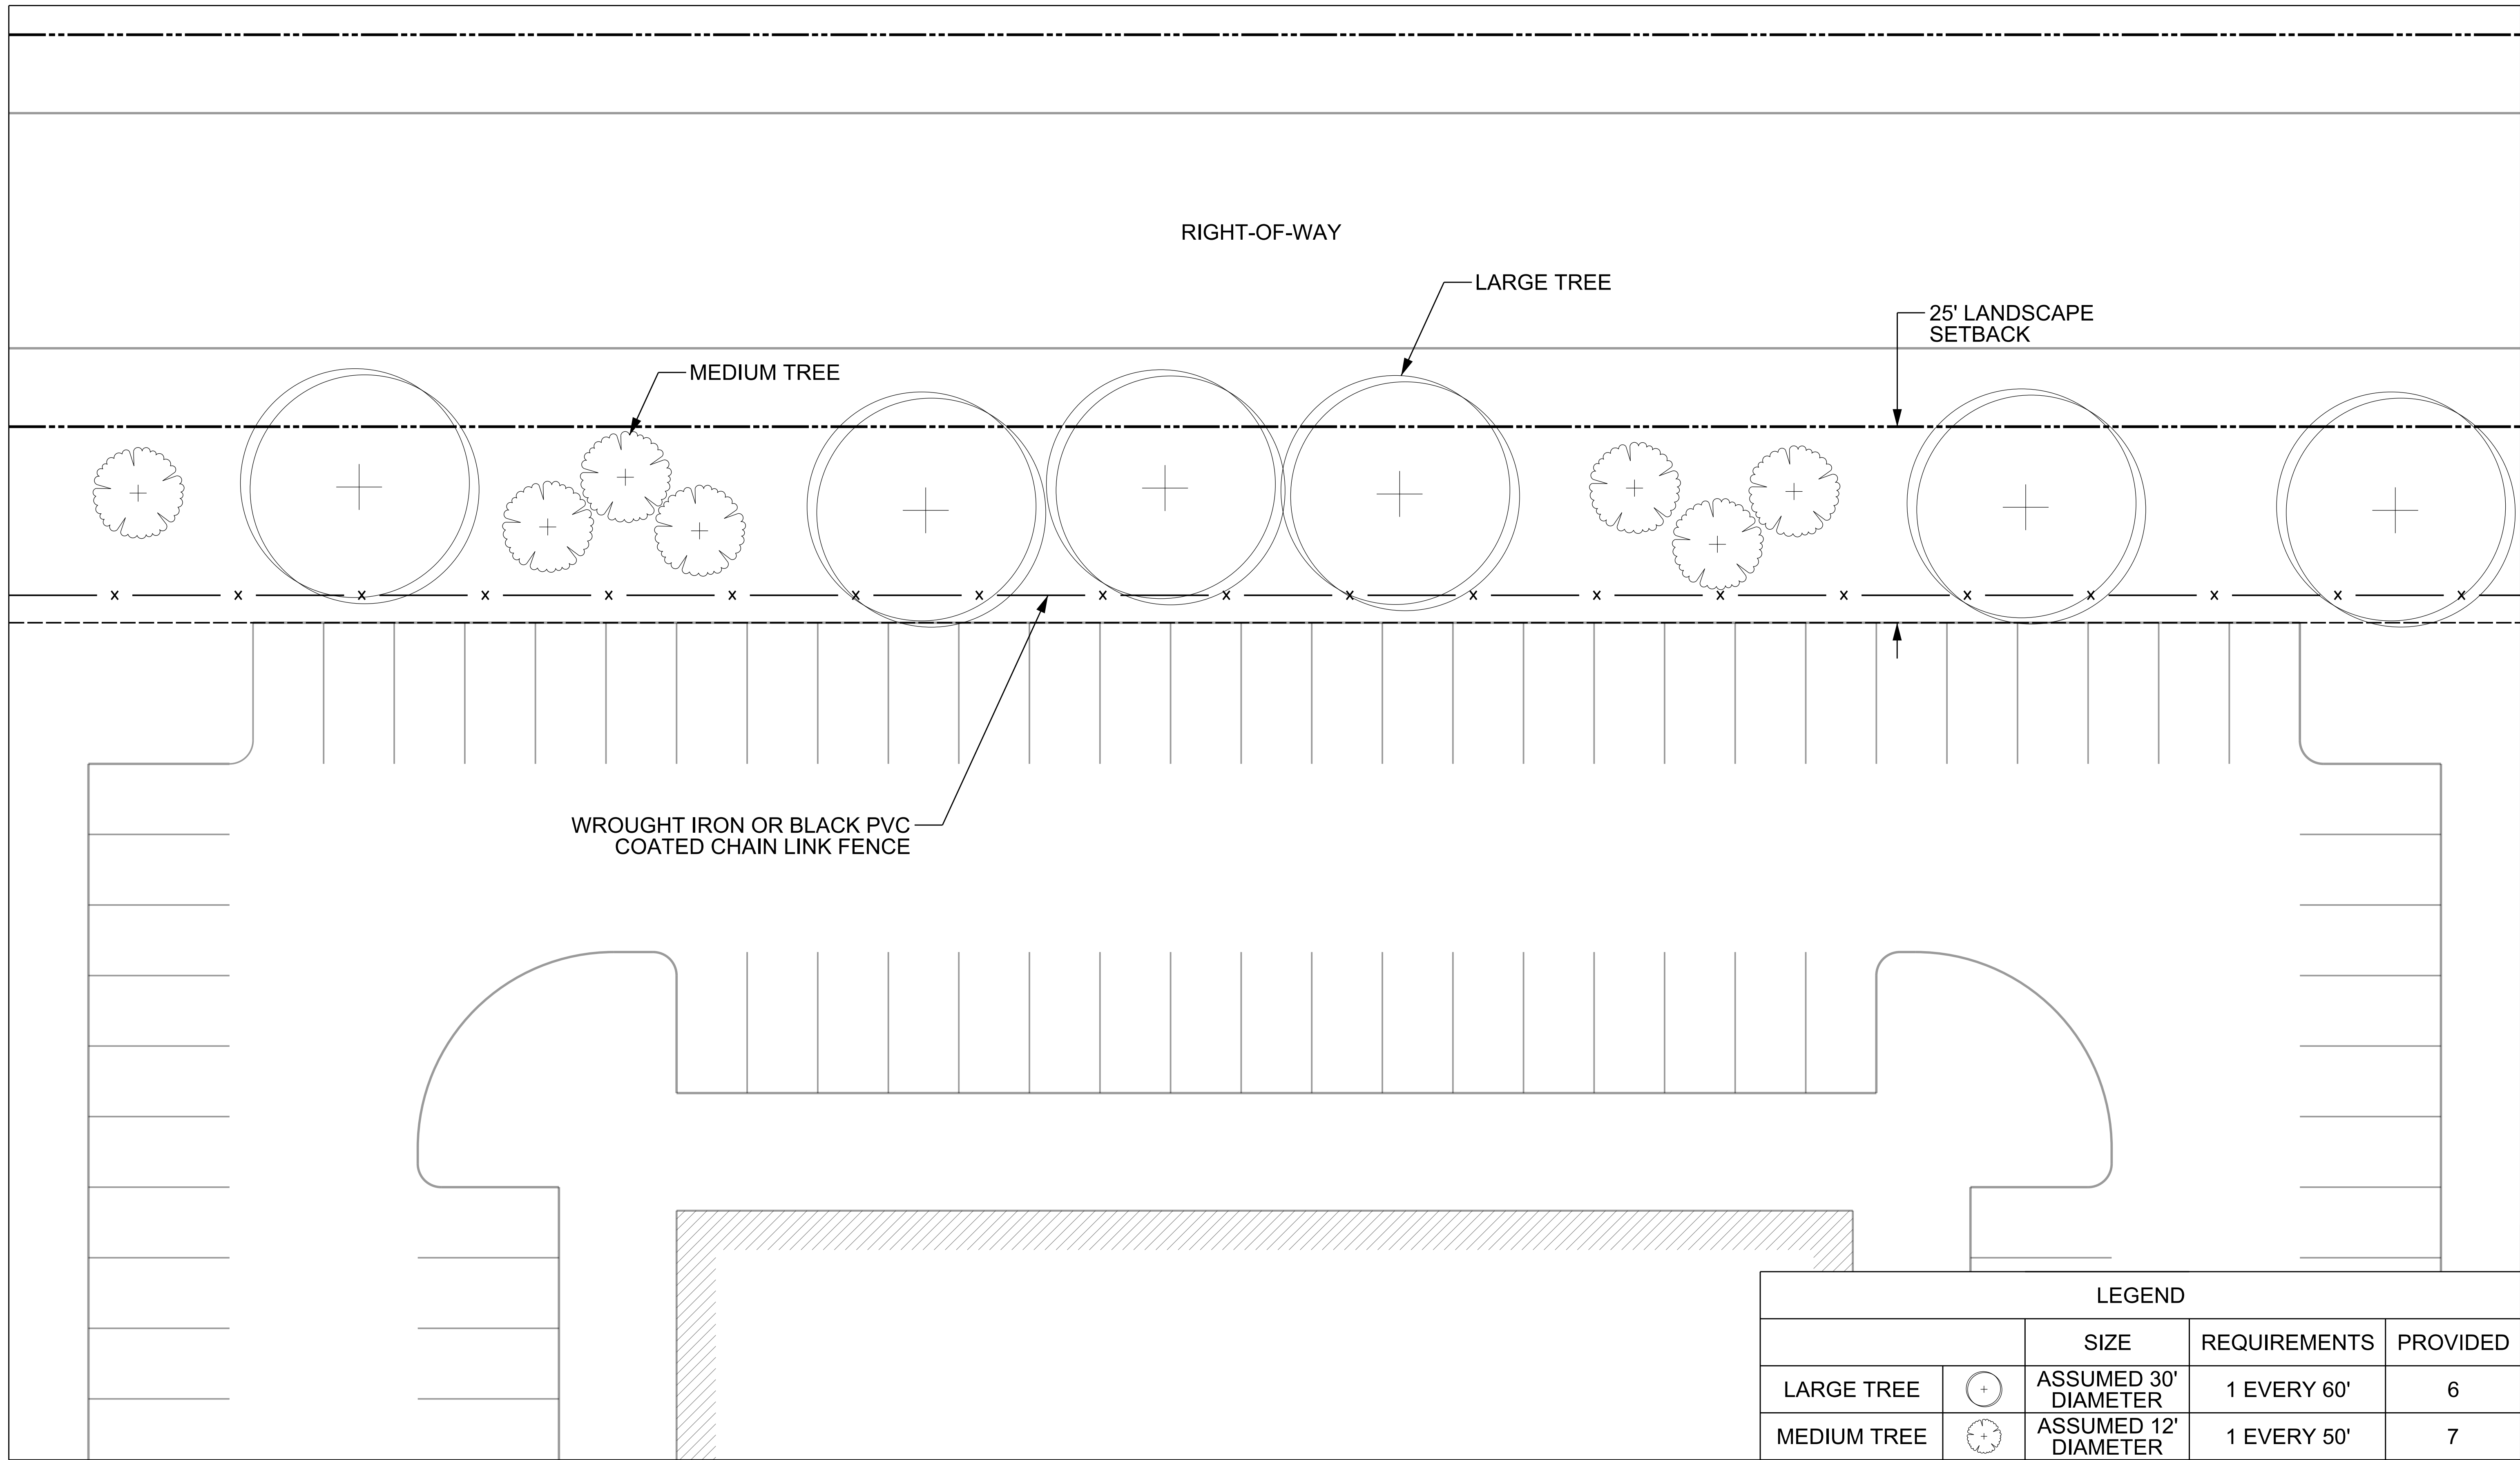 RIGHT-OF-WAY
LARGE TREE
25' LANDSCAPE
SETBACK
MEDIUM TREE
WROUGHT IRON OR BLACK PVC
COATED CHAIN LINK FENCE
LEGEND
SIZE REQUIREMENTS PROVIDED
LARGE TREE ASSUMED 30' DIAMETER 1 EVERY 60' 6
MEDIUM TREE ASSUMED 12' DIAMETER 1 EVERY 50' 7